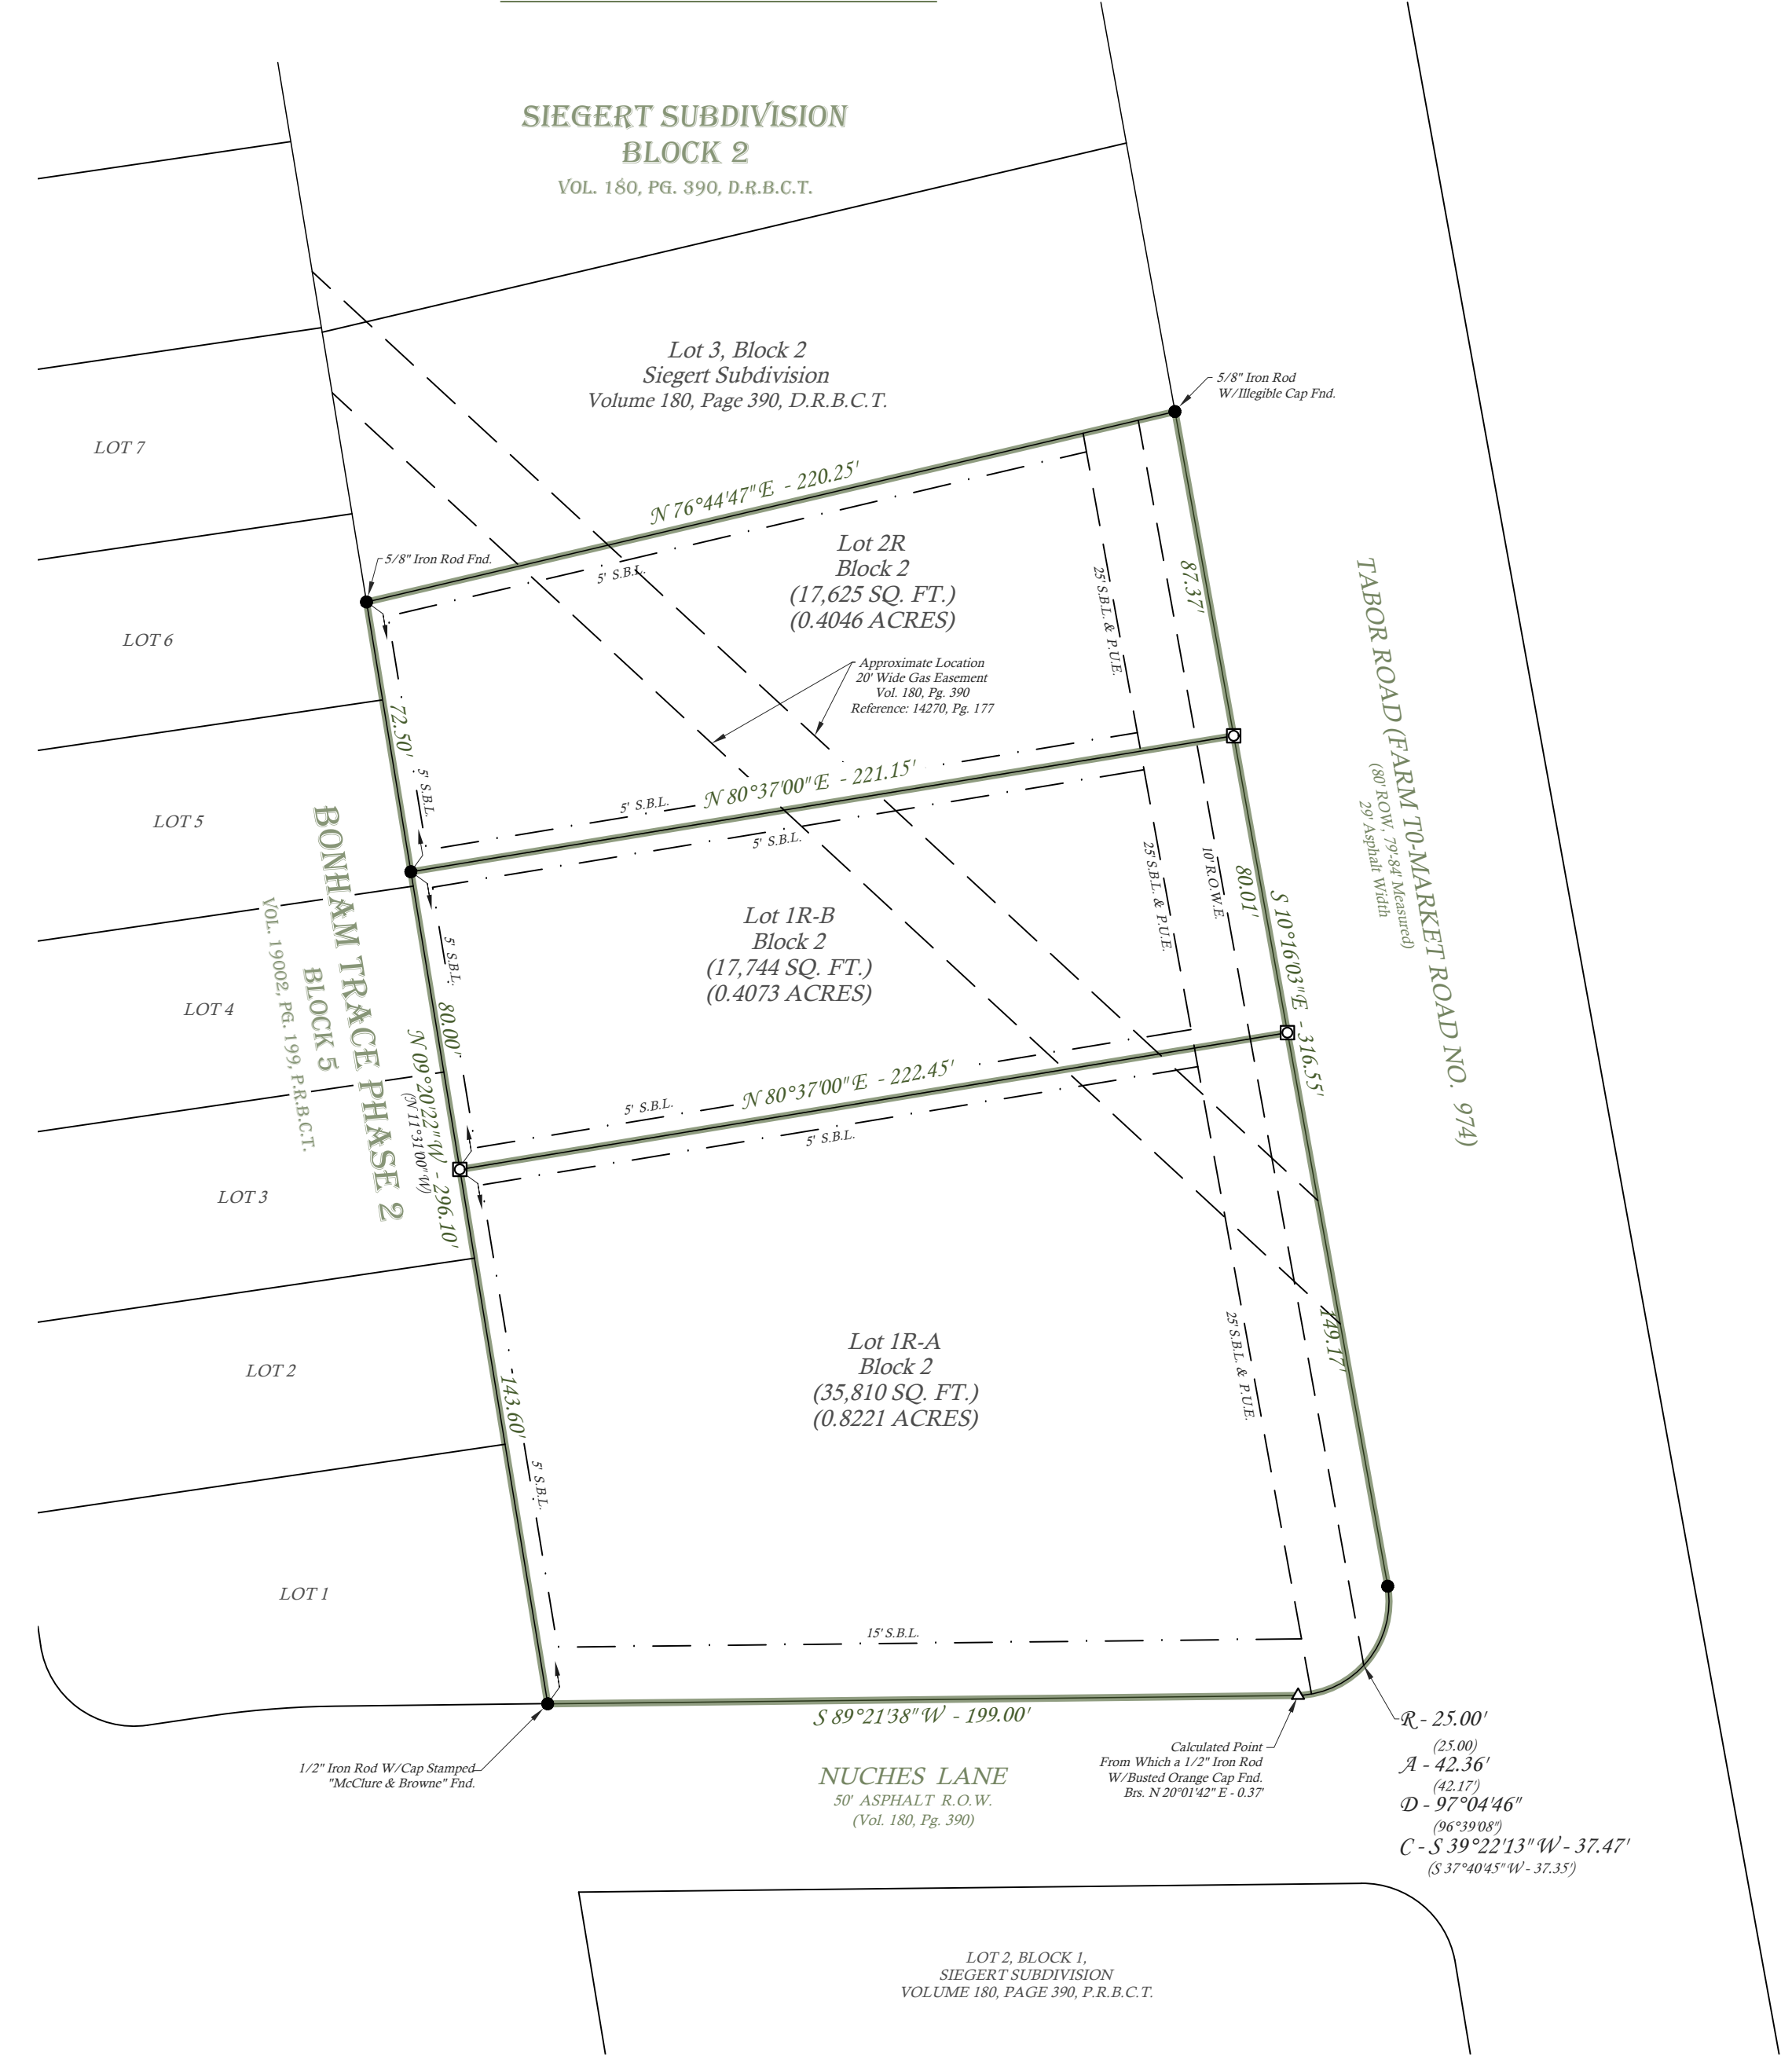 SIEGERT SUBDIVISION
BLOCK 2
VOL. 180, PG. 390, D.R.B.C.T.
Lot 3, Block 2
Siegert Subdivision
Volume 180, Page 390, D.R.B.C.T.
5/8" Iron Rod
W/Illegible Cap Fnd.
LOT 7
N 76°44'47" E - 220.25'
5/8" Iron Rod Fnd.
5' S.B.L.
Lot 2R
Block 2
(17,625 SQ. FT.)
(0.4046 ACRES)
25' S.B.L. & P.U.E.
87.37'
LOT 6
Approximate Location
20' Wide Gas Easement
Vol. 180, Pg. 390
Reference: 14270, Pg. 177
72.50'
5' S.B.L.
TABOR ROAD (FARM TO-MARKET ROAD NO. 974)
(80' ROW, 79'-84' Measured)
29' Asphalt Width
LOT 5
5' S.B.L.
N 80°37'00" E - 221.15'
5' S.B.L.
BONHAM TRACE PHASE 2
BLOCK 5
VOL. 19002, PG. 199, P.R.B.C.T.
Lot 1R-B
Block 2
(17,744 SQ. FT.)
(0.4073 ACRES)
25' S.B.L. & P.U.E.
10' R.O.W.E.
80.01'
S 10°16'03" E - 316.55'
5' S.B.L.
80.00'
LOT 4
N 09°20'22" W - 296.10'
(N 11°31'00" W)
5' S.B.L.
N 80°37'00" E - 222.45'
5' S.B.L.
LOT 3
LOT 2
Lot 1R-A
Block 2
(35,810 SQ. FT.)
(0.8221 ACRES)
25' S.B.L. & P.U.E.
149.17'
143.60'
5' S.B.L.
LOT 1
15' S.B.L.
S 89°21'38" W - 199.00'
1/2" Iron Rod W/Cap Stamped
"McClure & Browne" Fnd.
NUCHES LANE
50' ASPHALT R.O.W.
(Vol. 180, Pg. 390)
Calculated Point
From Which a 1/2" Iron Rod
W/Busted Orange Cap Fnd.
Brs. N 20°01'42" E - 0.37'
R - 25.00'
(25.00)
A - 42.36'
(42.17')
D - 97°04'46"
(96°39'08")
C - S 39°22'13" W - 37.47'
(S 37°40'45" W - 37.35')
LOT 2, BLOCK 1,
SIEGERT SUBDIVISION
VOLUME 180, PAGE 390, P.R.B.C.T.